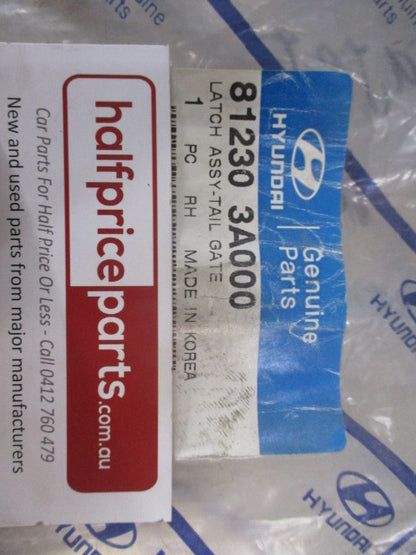 halfpriceparts.com.au
Car Parts For Half Price Or Less - Call 0412 760 479
New and used parts from major manufacturers
HYUNDAI
Genuine
Parts
81230 3A000
LATCH ASSY-TAIL GATE
1 PC RH MADE IN KOREA
HYUNDAI
HYUNDAI
HYUNDAI